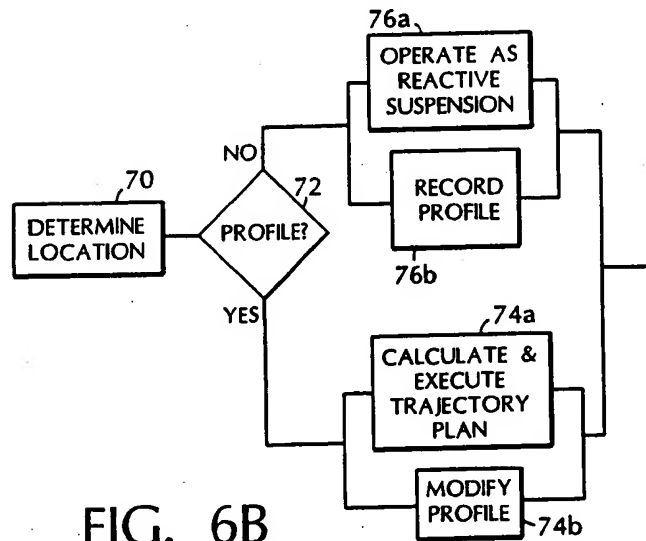 76a
OPERATE AS
REACTIVE
SUSPENSION
NO
70
72
DETERMINE
LOCATION
PROFILE?
RECORD
PROFILE
76b
YES
74a
CALCULATE &
EXECUTE
TRAJECTORY
PLAN
MODIFY
PROFILE
74b
FIG. 6B